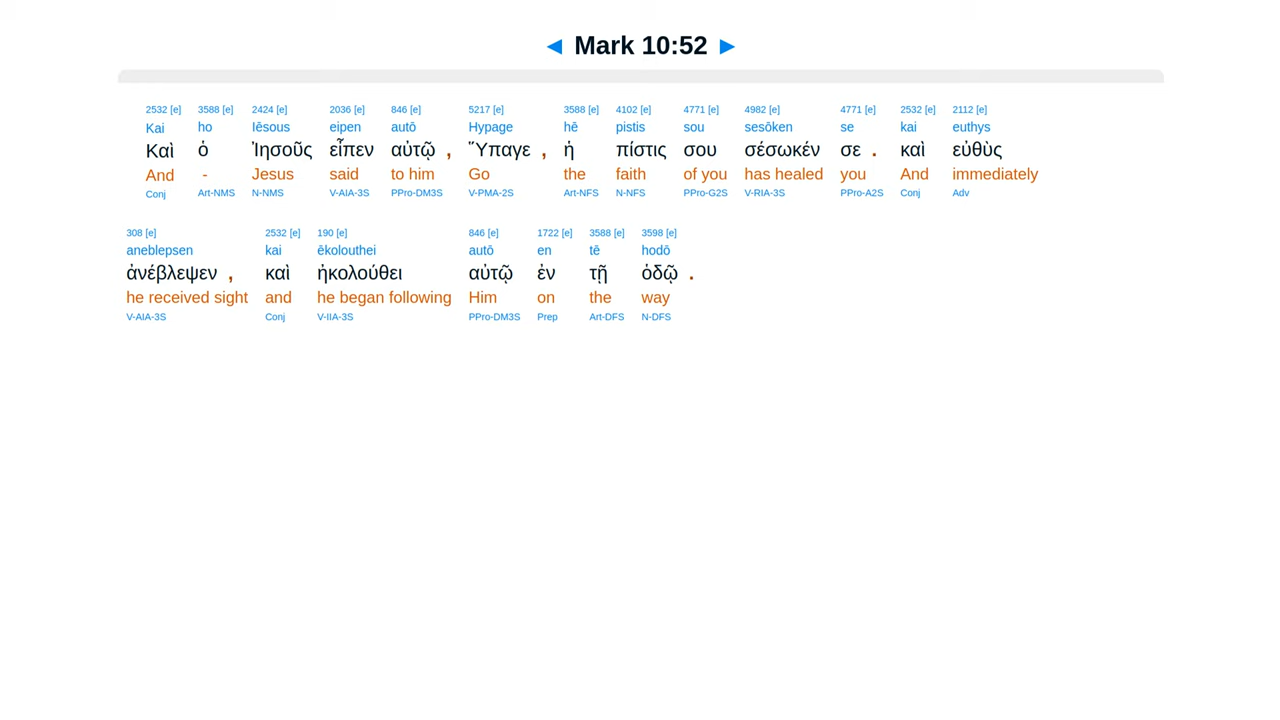 ◄ Mark 10:52 ►
2532 [e] 3588 [e] 2424 [e] 2036 [e] 846 [e] 5217 [e] 3588 [e] 4102 [e] 4771 [e] 4982 [e] 4771 [e] 2532 [e] 2112 [e]
Kai ho Iēsous eipen autō Hypage hē pistis sou sesōken se kai euthys
Καὶ ὁ Ἰησοῦς εἶπεν αὐτῷ , Ὕπαγε , ἡ πίστις σου σέσωκέν σε . καὶ εὐθὺς
And - Jesus said to him Go the faith of you has healed you And immediately
Conj Art-NMS N-NMS V-AIA-3S PPro-DM3S V-PMA-2S Art-NFS N-NFS PPro-G2S V-RIA-3S PPro-A2S Conj Adv
308 [e] 2532 [e] 190 [e] 846 [e] 1722 [e] 3588 [e] 3598 [e]
aneblepsen kai ēkolouthei autō en tē hodō
ἀνέβλεψεν , καὶ ἠκολούθει αὐτῷ ἐν τῇ ὁδῷ .
he received sight and he began following Him on the way
V-AIA-3S Conj V-IIA-3S PPro-DM3S Prep Art-DFS N-DFS